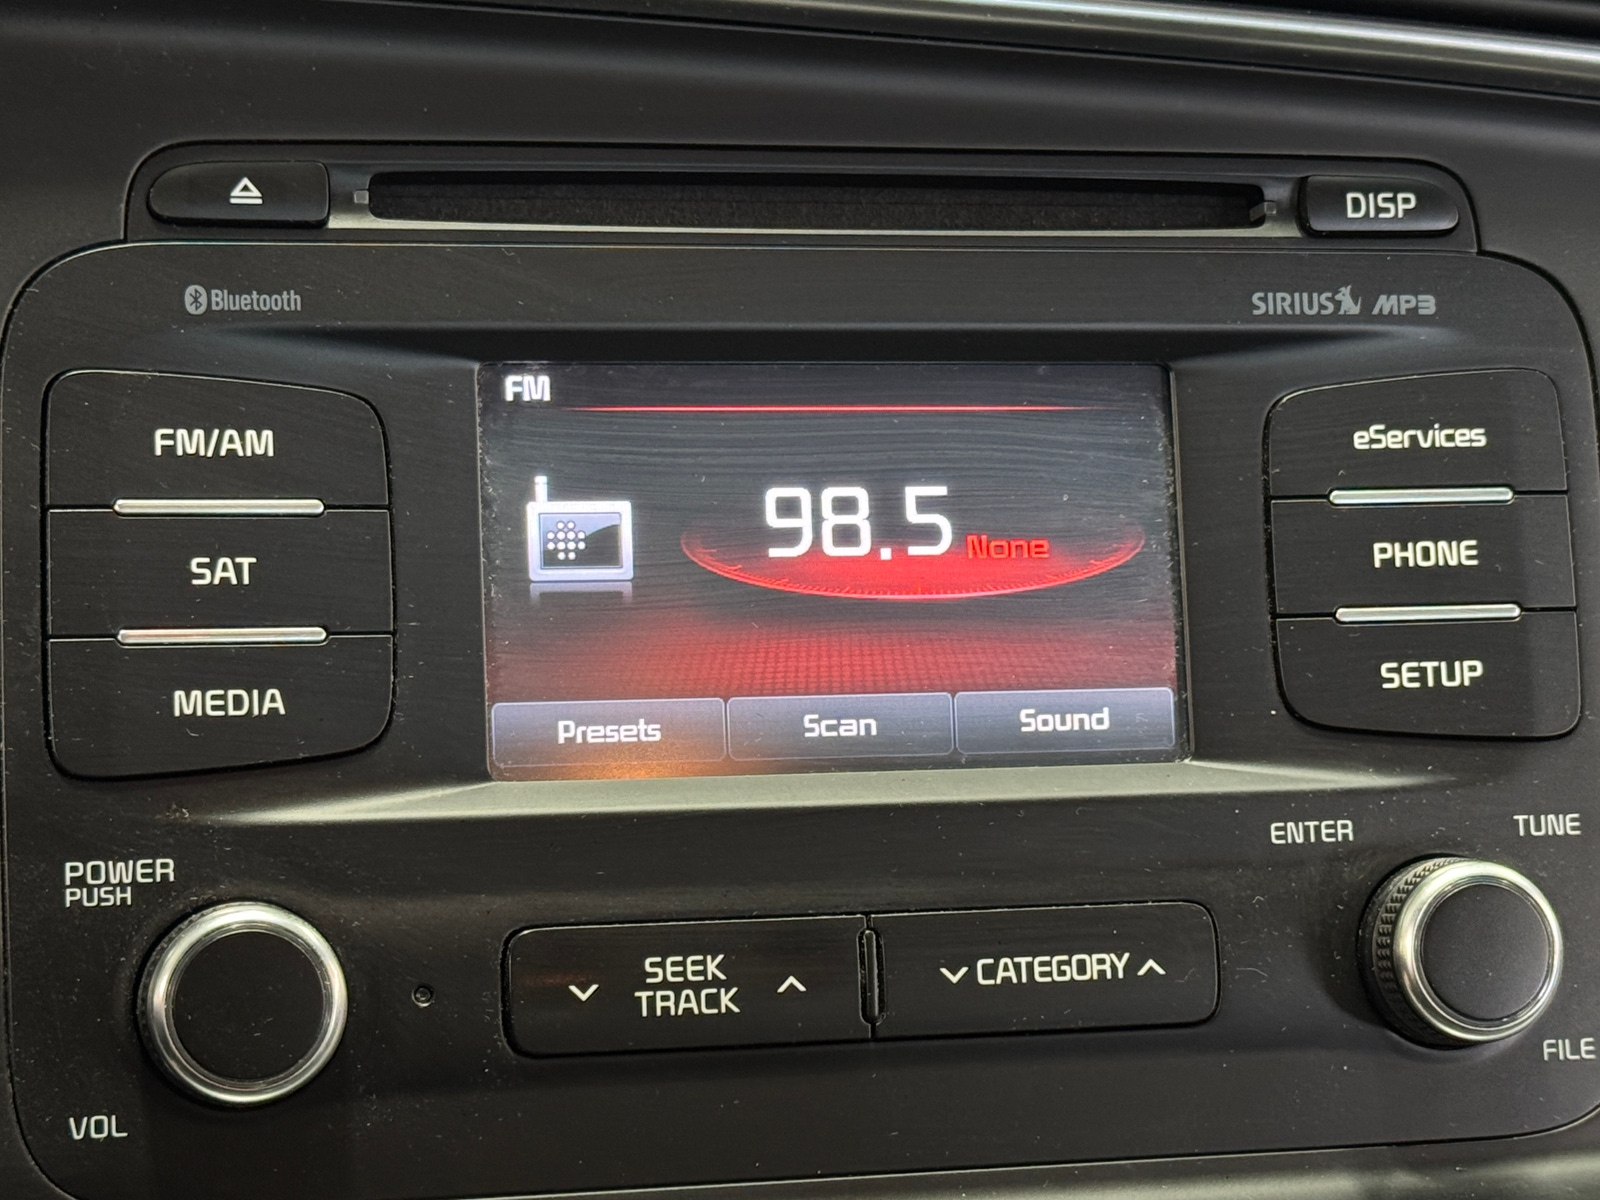 DISP
Bluetooth
SIRIUS MP3
FM
FM/AM
SAT
MEDIA
98.5 None
Presets Scan Sound
eServices
PHONE
SETUP
POWER
PUSH
VOL
SEEK
TRACK
CATEGORY
ENTER
TUNE
FILE